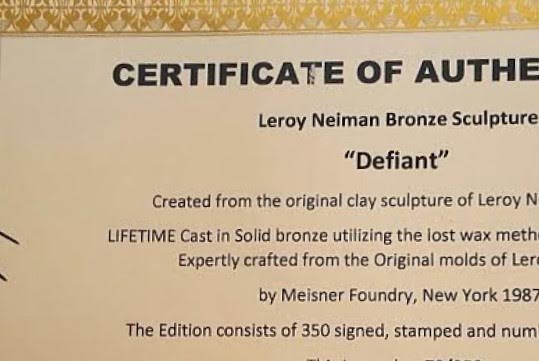 CERTIFICATE OF AUTHE
Leroy Neiman Bronze Sculpture
“Defiant”
Created from the original clay sculpture of Leroy N
LIFETIME Cast in Solid bronze utilizing the lost wax meth
Expertly crafted from the Original molds of Lero
by Meisner Foundry, New York 1987
The Edition consists of 350 signed, stamped and num